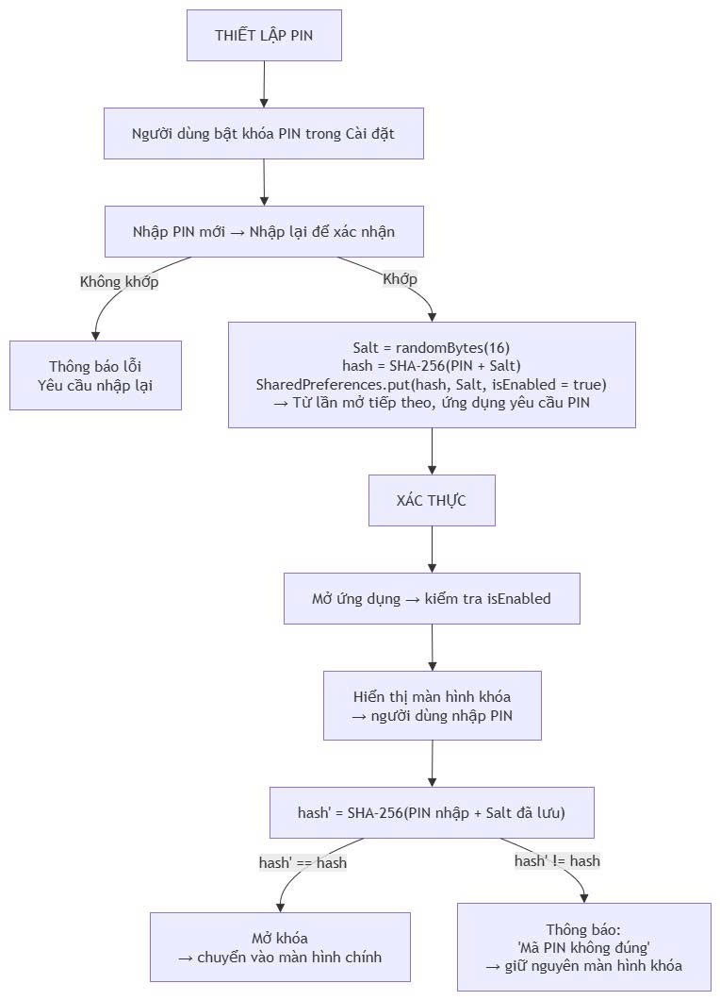 THIẾT LẬP PIN
Người dùng bật khóa PIN trong Cài đặt
Nhập PIN mới → Nhập lại để xác nhận
Không khớp
Khớp
Thông báo lỗi
Yêu cầu nhập lại
Salt = randomBytes(16)
hash = SHA-256(PIN + Salt)
SharedPreferences.put(hash, Salt, isEnabled = true)
→ Từ lần mở tiếp theo, ứng dụng yêu cầu PIN
XÁC THỰC
Mở ứng dụng → kiểm tra isEnabled
Hiển thị màn hình khóa
→ người dùng nhập PIN
hash' = SHA-256(PIN nhập + Salt đã lưu)
hash' == hash
hash' != hash
Mở khóa
→ chuyển vào màn hình chính
Thông báo:
'Mã PIN không đúng'
→ giữ nguyên màn hình khóa